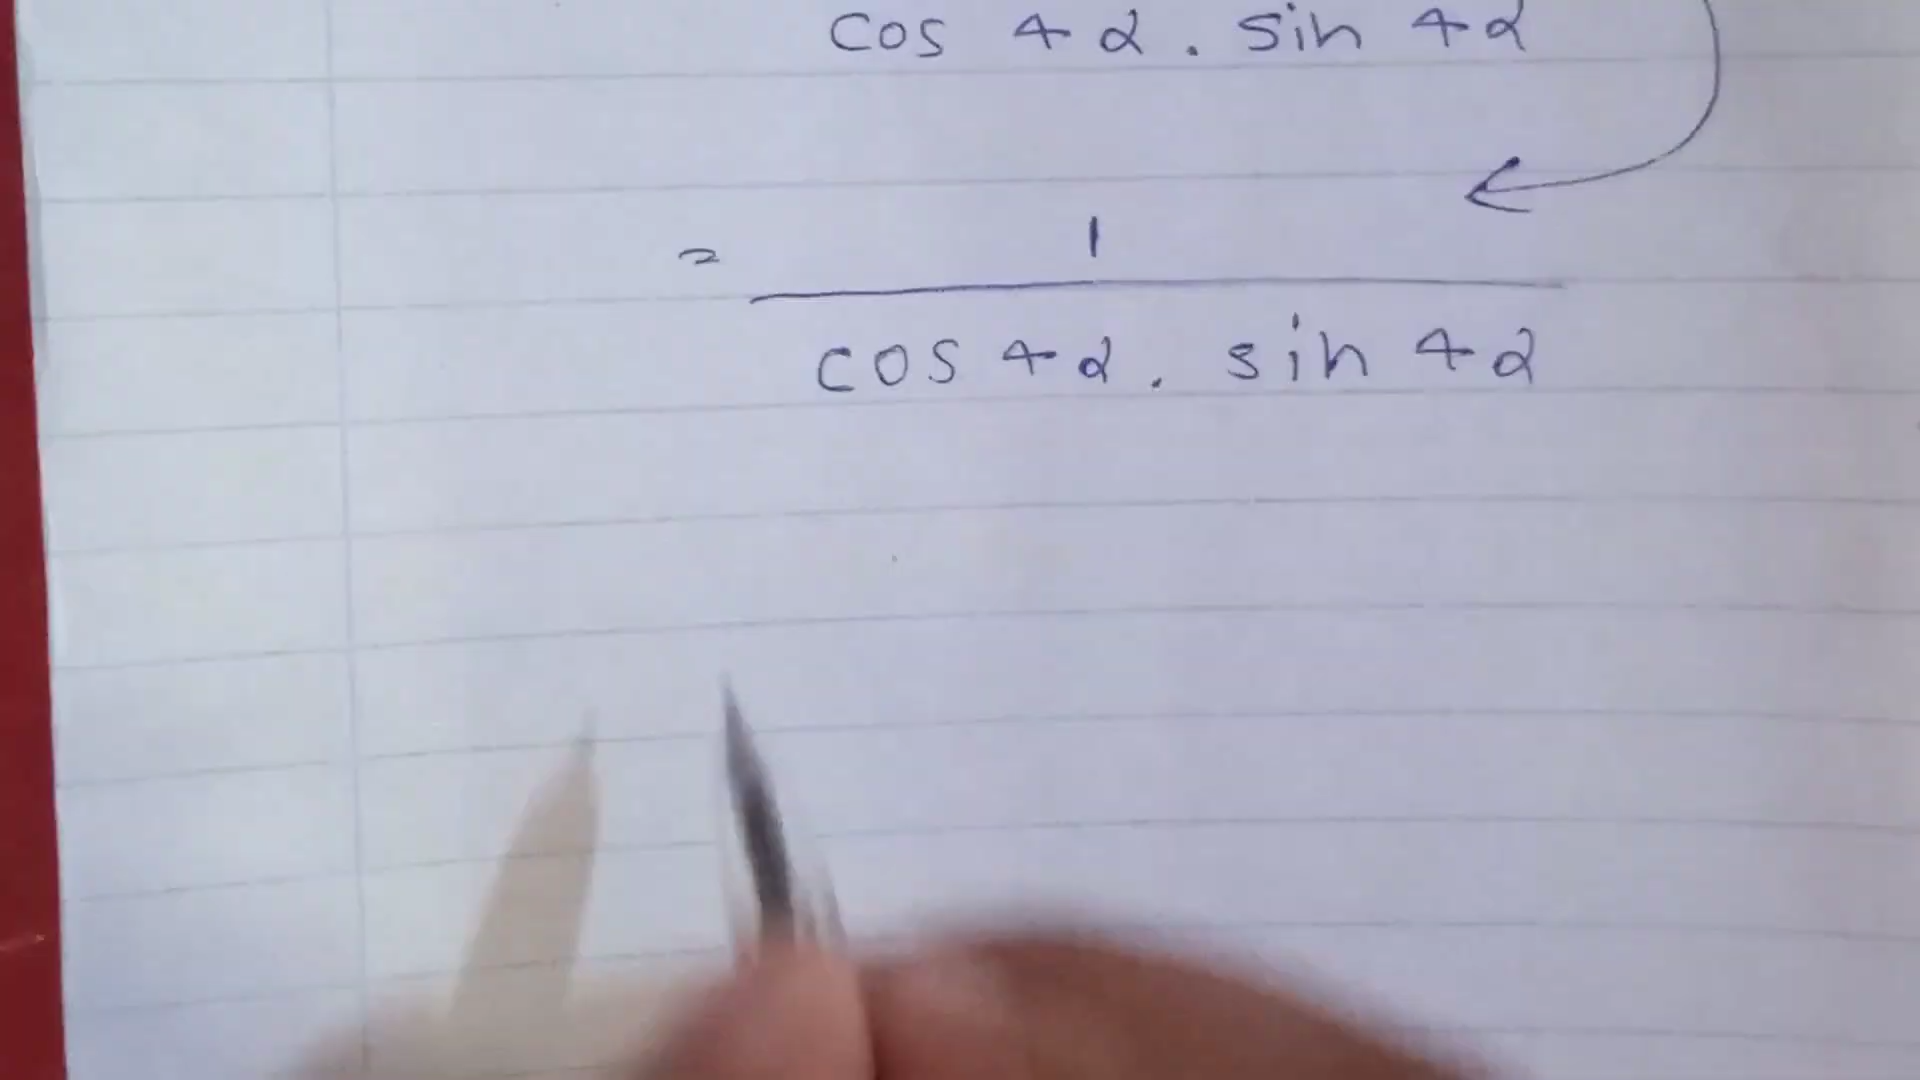 cos 4α . sin 4α
= 1
cos 4α . sin 4α